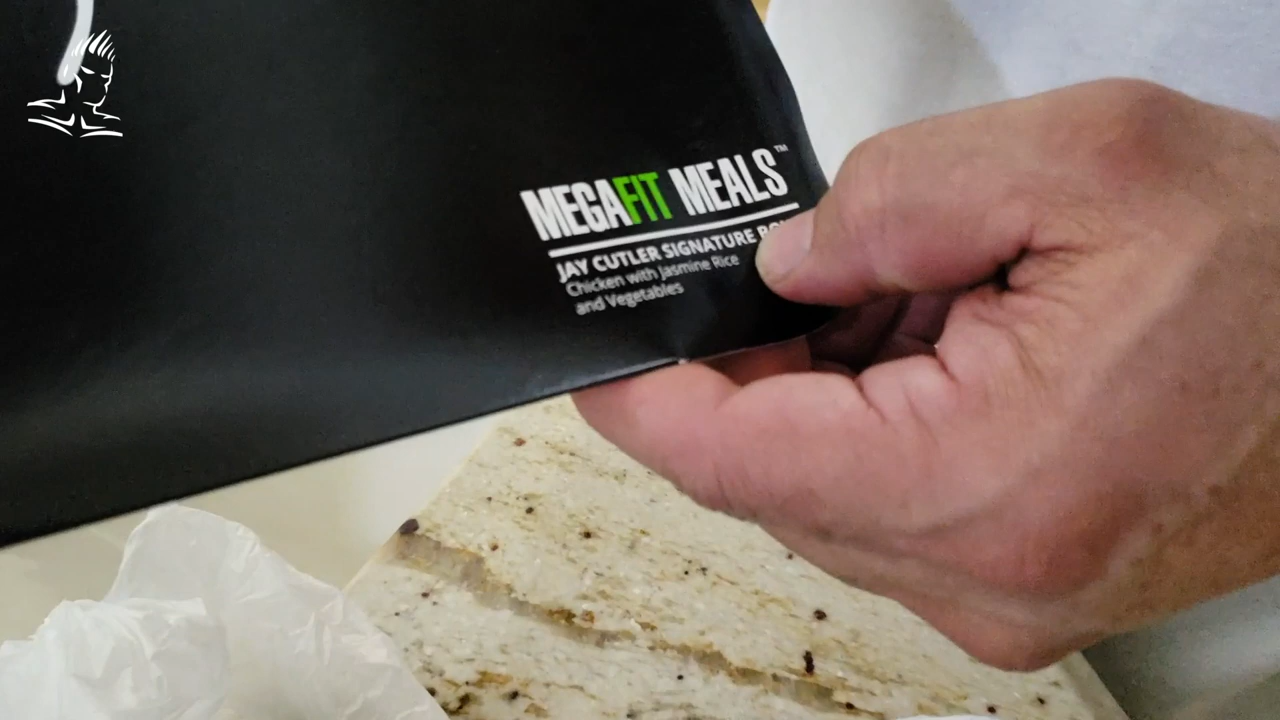 MEGAFIT MEALS™
JAY CUTLER SIGNATURE
Chicken with Jasmine Rice
and Vegetables